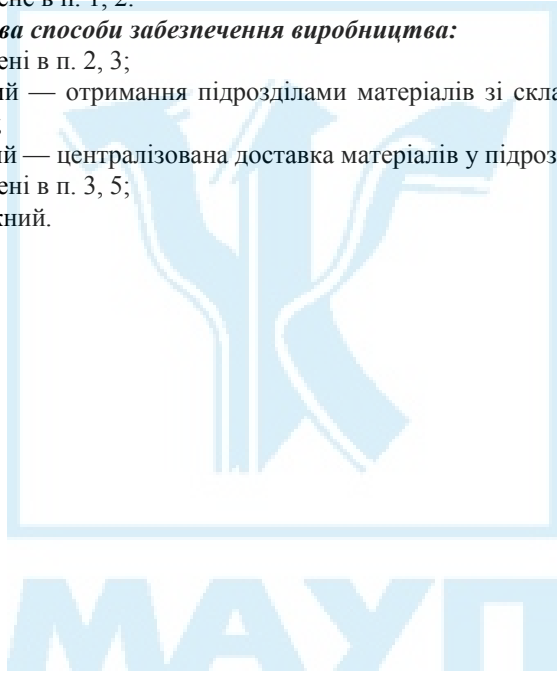 п. 1, 2.
ва способи забезпечення виробництва:
ені в п. 2, 3;
ий — отримання підрозділами матеріалів зі скла
ий — централізована доставка матеріалів у підроз
ені в п. 3, 5;
жний.
МАУП